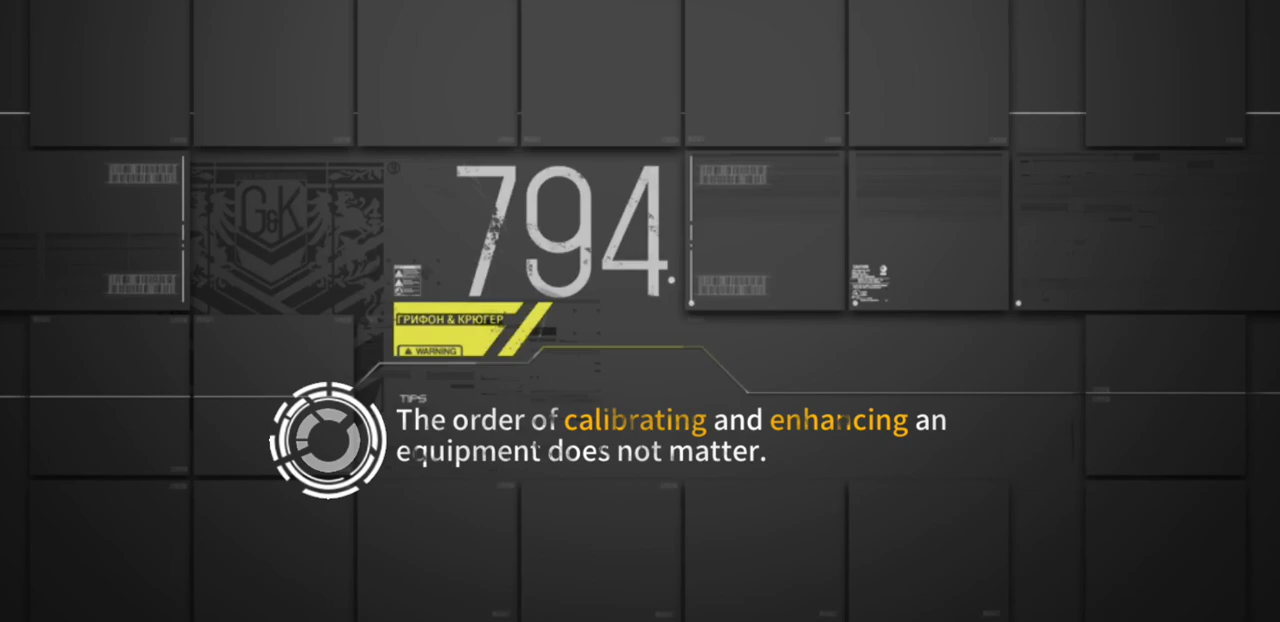 G&K
794.
ГРИФОН & КРЮГЕР
WARNING
TIPS
The order of calibrating and enhancing an
equipment does not matter.